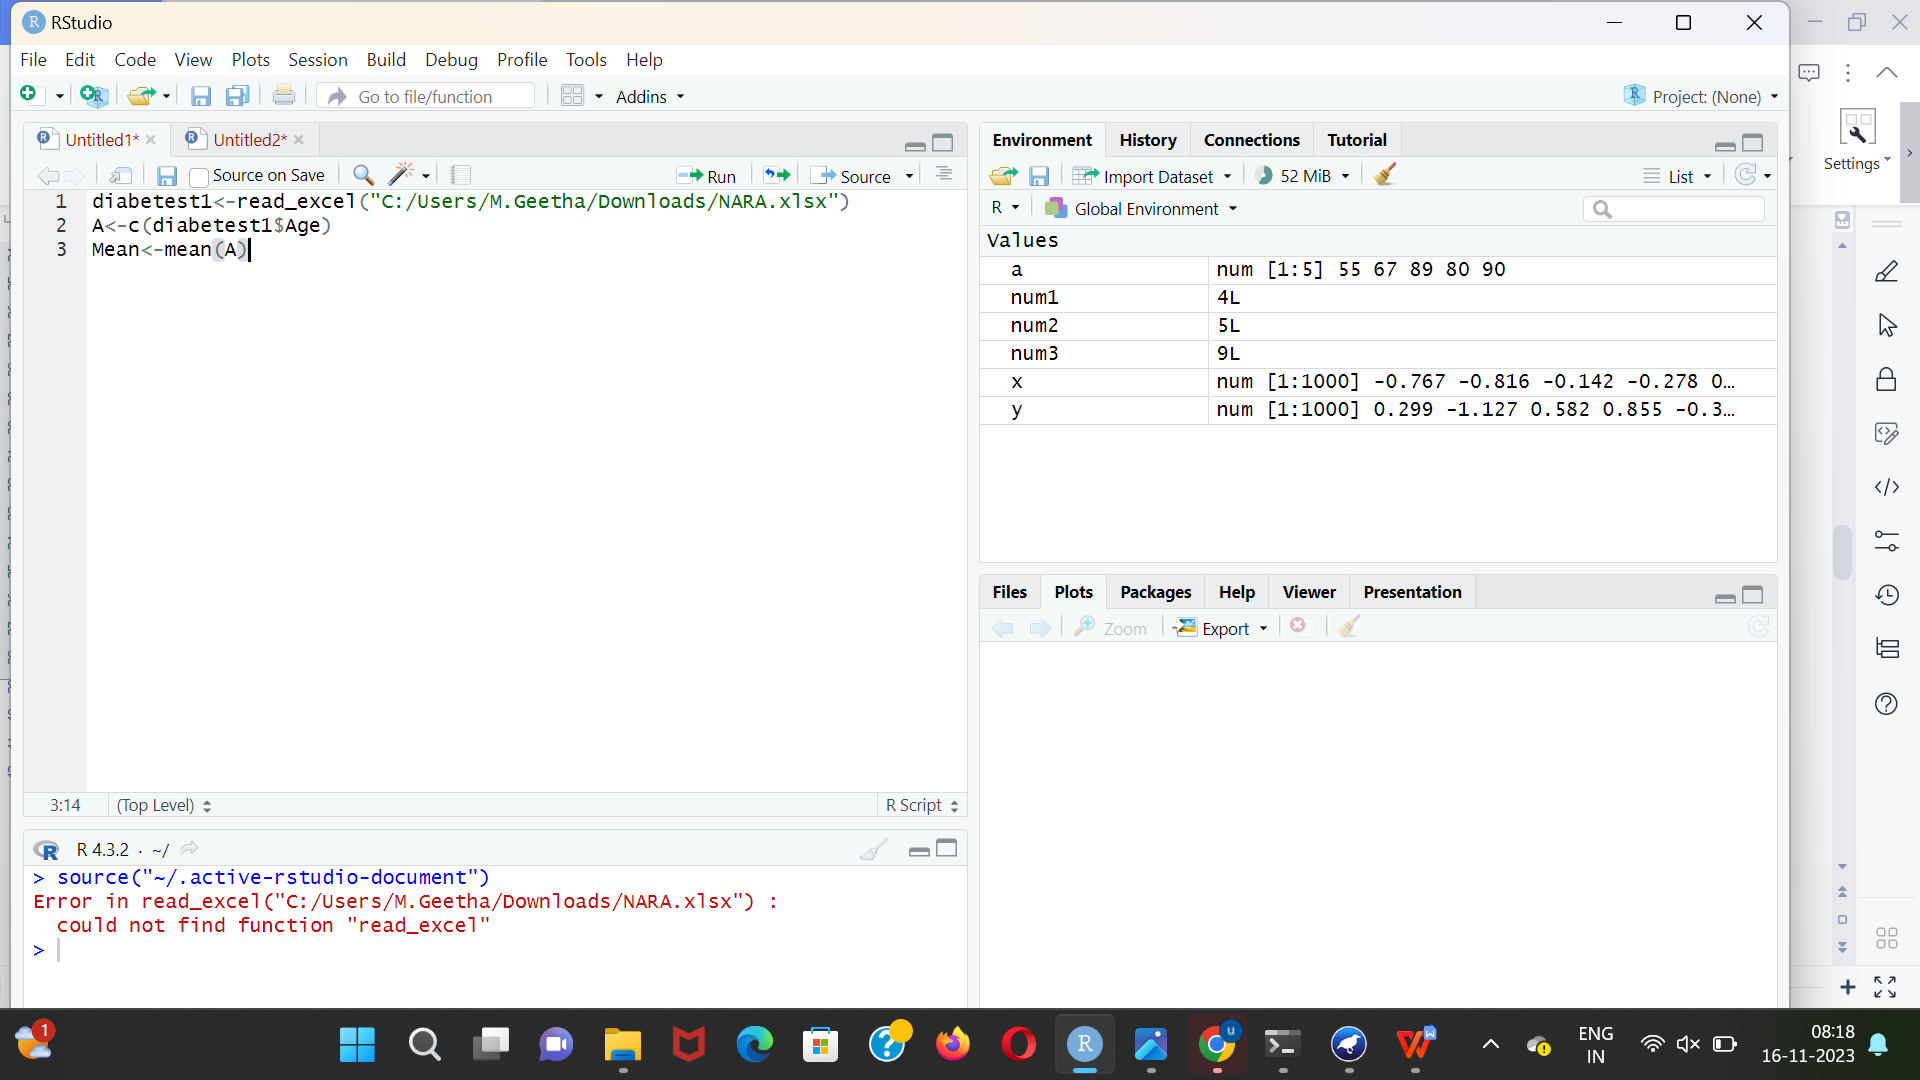 RStudio
File Edit Code View Plots Session Build Debug Profile Tools Help
Go to file/function Addins Project: (None)
Untitled1* Untitled2*
Source on Save Run Source
1 diabetest1<-read_excel("C:/Users/M.Geetha/Downloads/NARA.xlsx")
2 A<-c(diabetest1$Age)
3 Mean<-mean(A)
3:14 (Top Level) R Script
R 4.3.2 · ~/
> source("~/.active-rstudio-document")
Error in read_excel("C:/Users/M.Geetha/Downloads/NARA.xlsx") :
could not find function "read_excel"
>
Environment History Connections Tutorial
Import Dataset 52 MiB List
R Global Environment
Values
a num [1:5] 55 67 89 80 90
num1 4L
num2 5L
num3 9L
x num [1:1000] -0.767 -0.816 -0.142 -0.278 0...
y num [1:1000] 0.299 -1.127 0.582 0.855 -0.3...
Files Plots Packages Help Viewer Presentation
Zoom Export
Settings
1
ENG
IN
08:18
16-11-2023